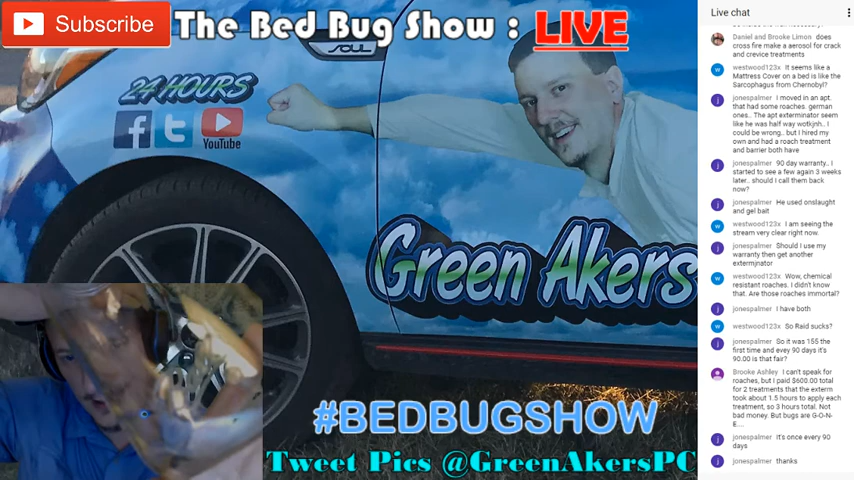 Subscribe
The Bed Bug Show : LIVE
Live chat
SOUL
24 HOURS
YouTube
Green Akers
#BEDBUGSHOW
Tweet Pics @GreenAkersPC
Daniel and Brooke Limon does
cross fire make a aerosol for crack
and crevice treatments
westwood123x It seems like a
Mattress Cover on a bed is like the
Sarcophagus from Chernobyl?
jonespalmer I moved in an apt.
that had some roaches. german
ones.. The apt exterminator seem
like he was half way wotkjnh.. I
could be wrong.. but I hired my
own and had a roach treatment
and barrier both have
jonespalmer 90 day warranty.. I
started to see a few again 3 weeks
later.. should I call them back
now?
jonespalmer He used onslaught
and gel bait
westwood123x I am seeing the
stream very clear right now.
jonespalmer Should I use my
warranty then get another
extermjnator
westwood123x Wow, chemical
resistant roaches. I didn't know
that. Are those roaches immortal?
jonespalmer I have both
westwood123x So Raid sucks?
jonespalmer So it was 155 the
first time and evey 90 days it's
90.00 is that fair?
Brooke Ashley I can't speak for
roaches, but I paid $600.00 total
for 2 treatments that the exterm
took about 1.5 hours to apply each
treatment, so 3 hours total. Not
bad money. But bugs are G-O-N-
E....
jonespalmer it's once every 90
days
jonespalmer thanks